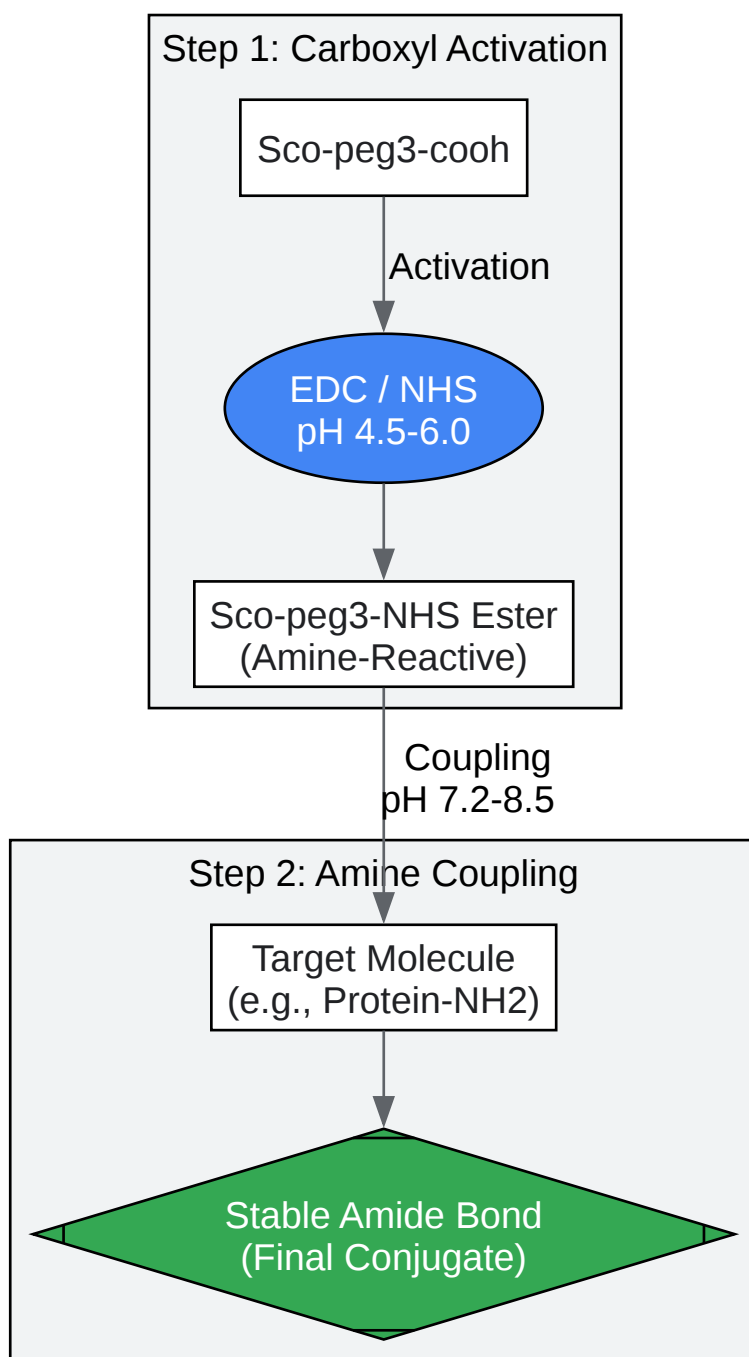 Step 1: Carboxyl Activation
Sco-peg3-cooh
Activation
EDC / NHS
pH 4.5-6.0
Sco-peg3-NHS Ester
(Amine-Reactive)
Coupling
pH 7.2-8.5
Step 2: Amine Coupling
Target Molecule
(e.g., Protein-NH2)
Stable Amide Bond
(Final Conjugate)